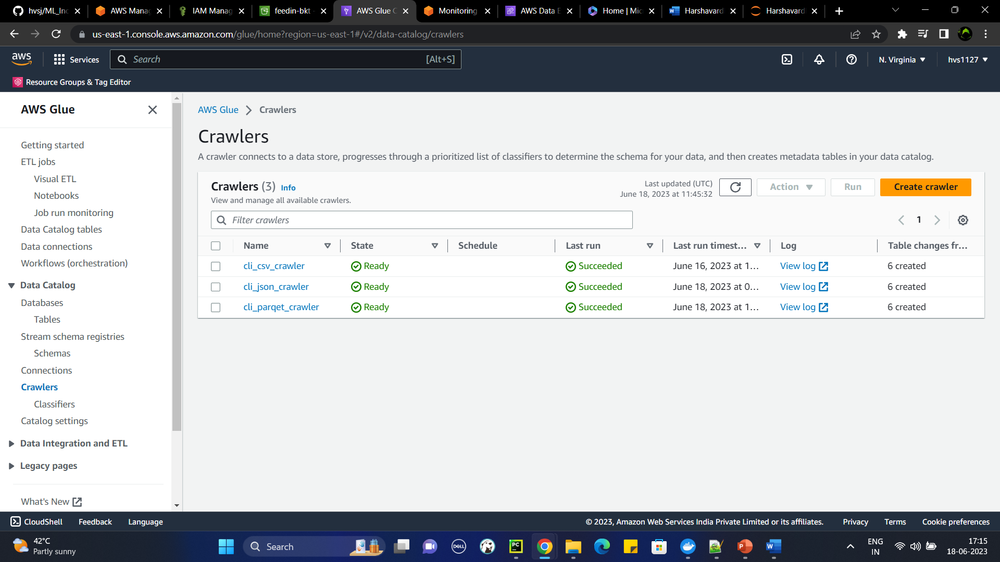 hvsj/ML_Inc
AWS Manag
IAM Manag
feedin-bkt -
AWS Glue C
Monitoring
AWS Data E
Home | Mic
Harshavard
Harshavard
us-east-1.console.aws.amazon.com/glue/home?region=us-east-1#/v2/data-catalog/crawlers
aws
Services
Search
[Alt+S]
N. Virginia
hvs1127
Resource Groups & Tag Editor
AWS Glue
Getting started
ETL jobs
Visual ETL
Notebooks
Job run monitoring
Data Catalog tables
Data connections
Workflows (orchestration)
Data Catalog
Databases
Tables
Stream schema registries
Schemas
Connections
Crawlers
Classifiers
Catalog settings
Data Integration and ETL
Legacy pages
What's New
AWS Glue > Crawlers
Crawlers
A crawler connects to a data store, progresses through a prioritized list of classifiers to determine the schema for your data, and then creates metadata tables in your data catalog.
Crawlers (3) Info
View and manage all available crawlers.
Last updated (UTC)
June 18, 2023 at 11:45:32
Action
Run
Create crawler
Filter crawlers
1
Name State Schedule Last run Last run timest... Log Table changes fr...
cli_csv_crawler Ready Succeeded June 16, 2023 at 1... View log 6 created
cli_json_crawler Ready Succeeded June 18, 2023 at 0... View log 6 created
cli_parqet_crawler Ready Succeeded June 18, 2023 at 1... View log 6 created
CloudShell
Feedback
Language
© 2023, Amazon Web Services India Private Limited or its affiliates.
Privacy
Terms
Cookie preferences
42°C
Partly sunny
Search
DELL
PC
ENG
IN
17:15
18-06-2023